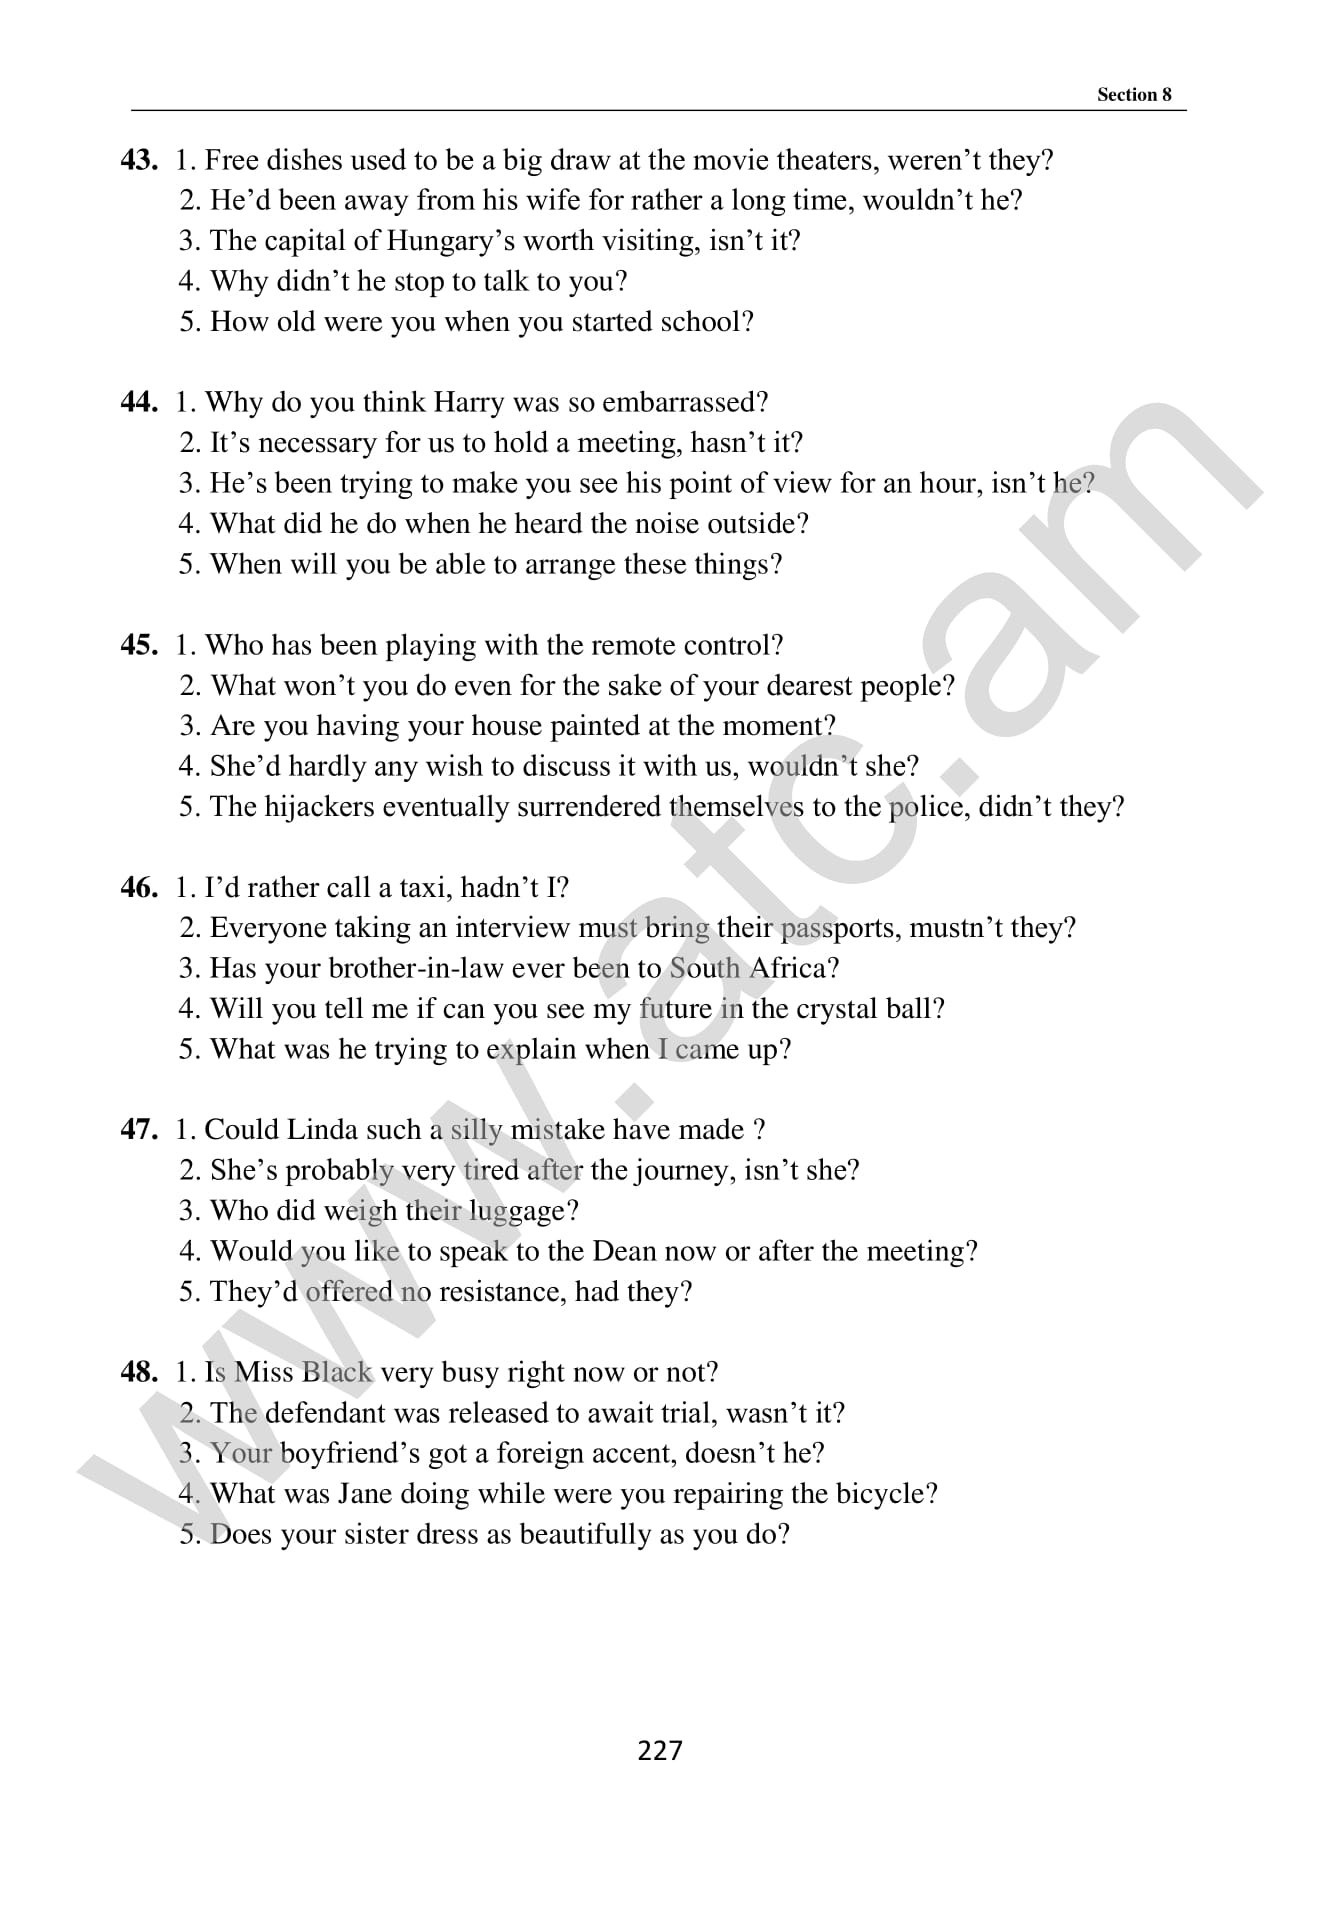 Section 8
43. 1. Free dishes used to be a big draw at the movie theaters, weren’t they?
2. He’d been away from his wife for rather a long time, wouldn’t he?
3. The capital of Hungary’s worth visiting, isn’t it?
4. Why didn’t he stop to talk to you?
5. How old were you when you started school?
44. 1. Why do you think Harry was so embarrassed?
2. It’s necessary for us to hold a meeting, hasn’t it?
3. He’s been trying to make you see his point of view for an hour, isn’t he?
4. What did he do when he heard the noise outside?
5. When will you be able to arrange these things?
45. 1. Who has been playing with the remote control?
2. What won’t you do even for the sake of your dearest people?
3. Are you having your house painted at the moment?
4. She’d hardly any wish to discuss it with us, wouldn’t she?
5. The hijackers eventually surrendered themselves to the police, didn’t they?
46. 1. I’d rather call a taxi, hadn’t I?
2. Everyone taking an interview must bring their passports, mustn’t they?
3. Has your brother-in-law ever been to South Africa?
4. Will you tell me if can you see my future in the crystal ball?
5. What was he trying to explain when I came up?
47. 1. Could Linda such a silly mistake have made ?
2. She’s probably very tired after the journey, isn’t she?
3. Who did weigh their luggage?
4. Would you like to speak to the Dean now or after the meeting?
5. They’d offered no resistance, had they?
48. 1. Is Miss Black very busy right now or not?
2. The defendant was released to await trial, wasn’t it?
3. Your boyfriend’s got a foreign accent, doesn’t he?
4. What was Jane doing while were you repairing the bicycle?
5. Does your sister dress as beautifully as you do?
227
www.atc.am